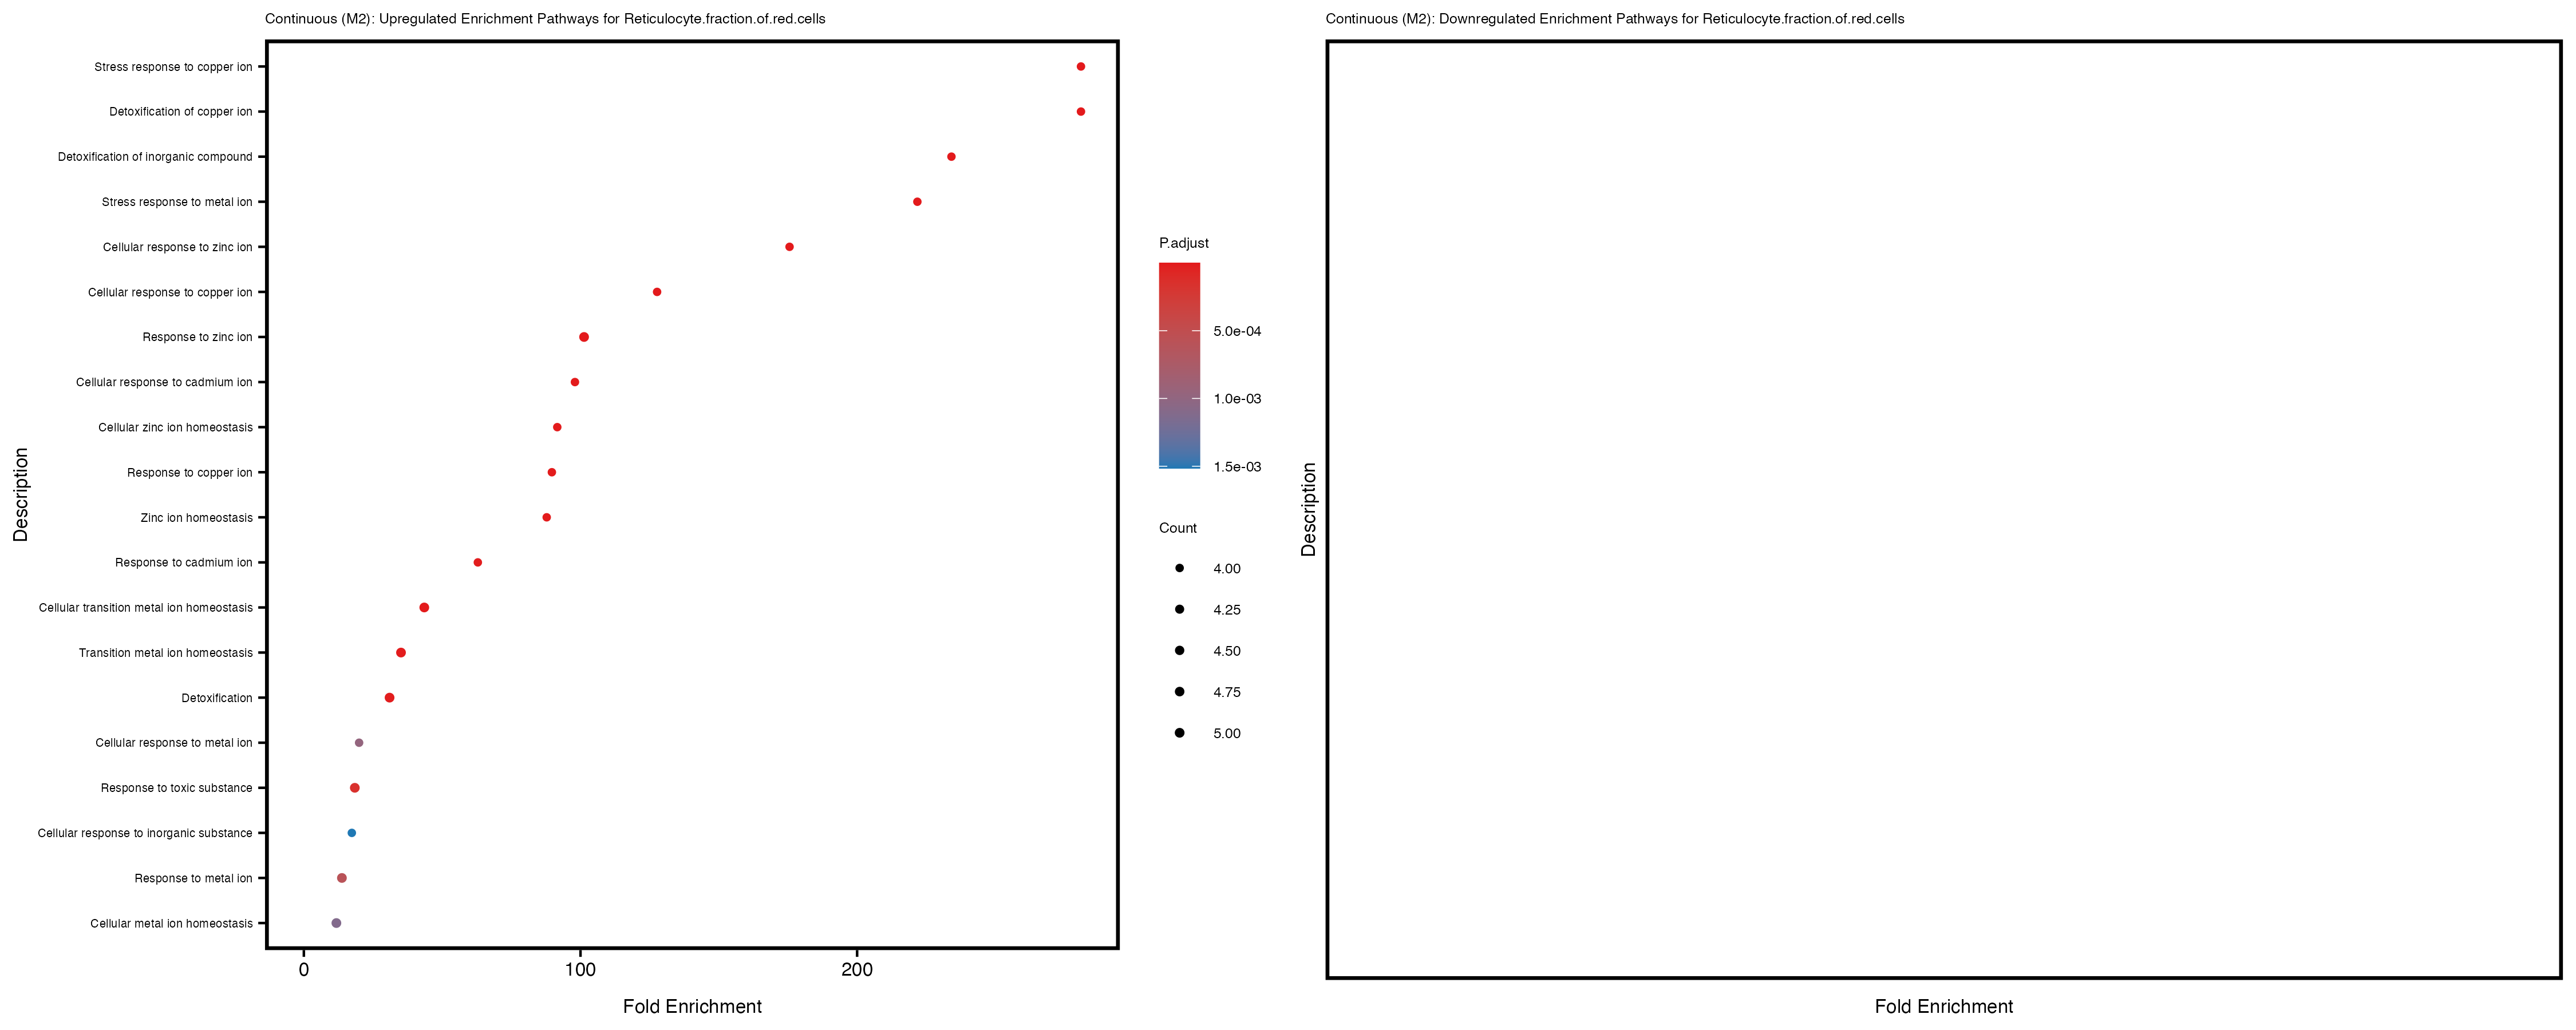 Continuous (M2): Upregulated Enrichment Pathways for Reticulocyte.fraction.of.red.cells
Description
Stress response to copper ion
Detoxification of copper ion
Detoxification of inorganic compound
Stress response to metal ion
Cellular response to zinc ion
Cellular response to copper ion
Response to zinc ion
Cellular response to cadmium ion
Cellular zinc ion homeostasis
Response to copper ion
Zinc ion homeostasis
Response to cadmium ion
Cellular transition metal ion homeostasis
Transition metal ion homeostasis
Detoxification
Cellular response to metal ion
Response to toxic substance
Cellular response to inorganic substance
Response to metal ion
Cellular metal ion homeostasis
0 100 200
Fold Enrichment
P.adjust
5.0e-04
1.0e-03
1.5e-03
Count
4.00
4.25
4.50
4.75
5.00
Continuous (M2): Downregulated Enrichment Pathways for Reticulocyte.fraction.of.red.cells
Description
Fold Enrichment